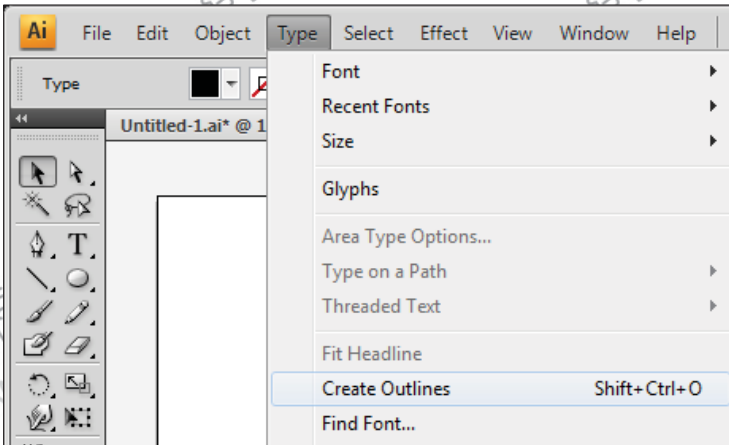 Ai File Edit Object Type Select Effect View Window Help
Type
Untitled-1.ai* @ 1
T
Font
Recent Fonts
Size
Glyphs
Area Type Options...
Type on a Path
Threaded Text
Fit Headline
Create Outlines Shift+Ctrl+O
Find Font...